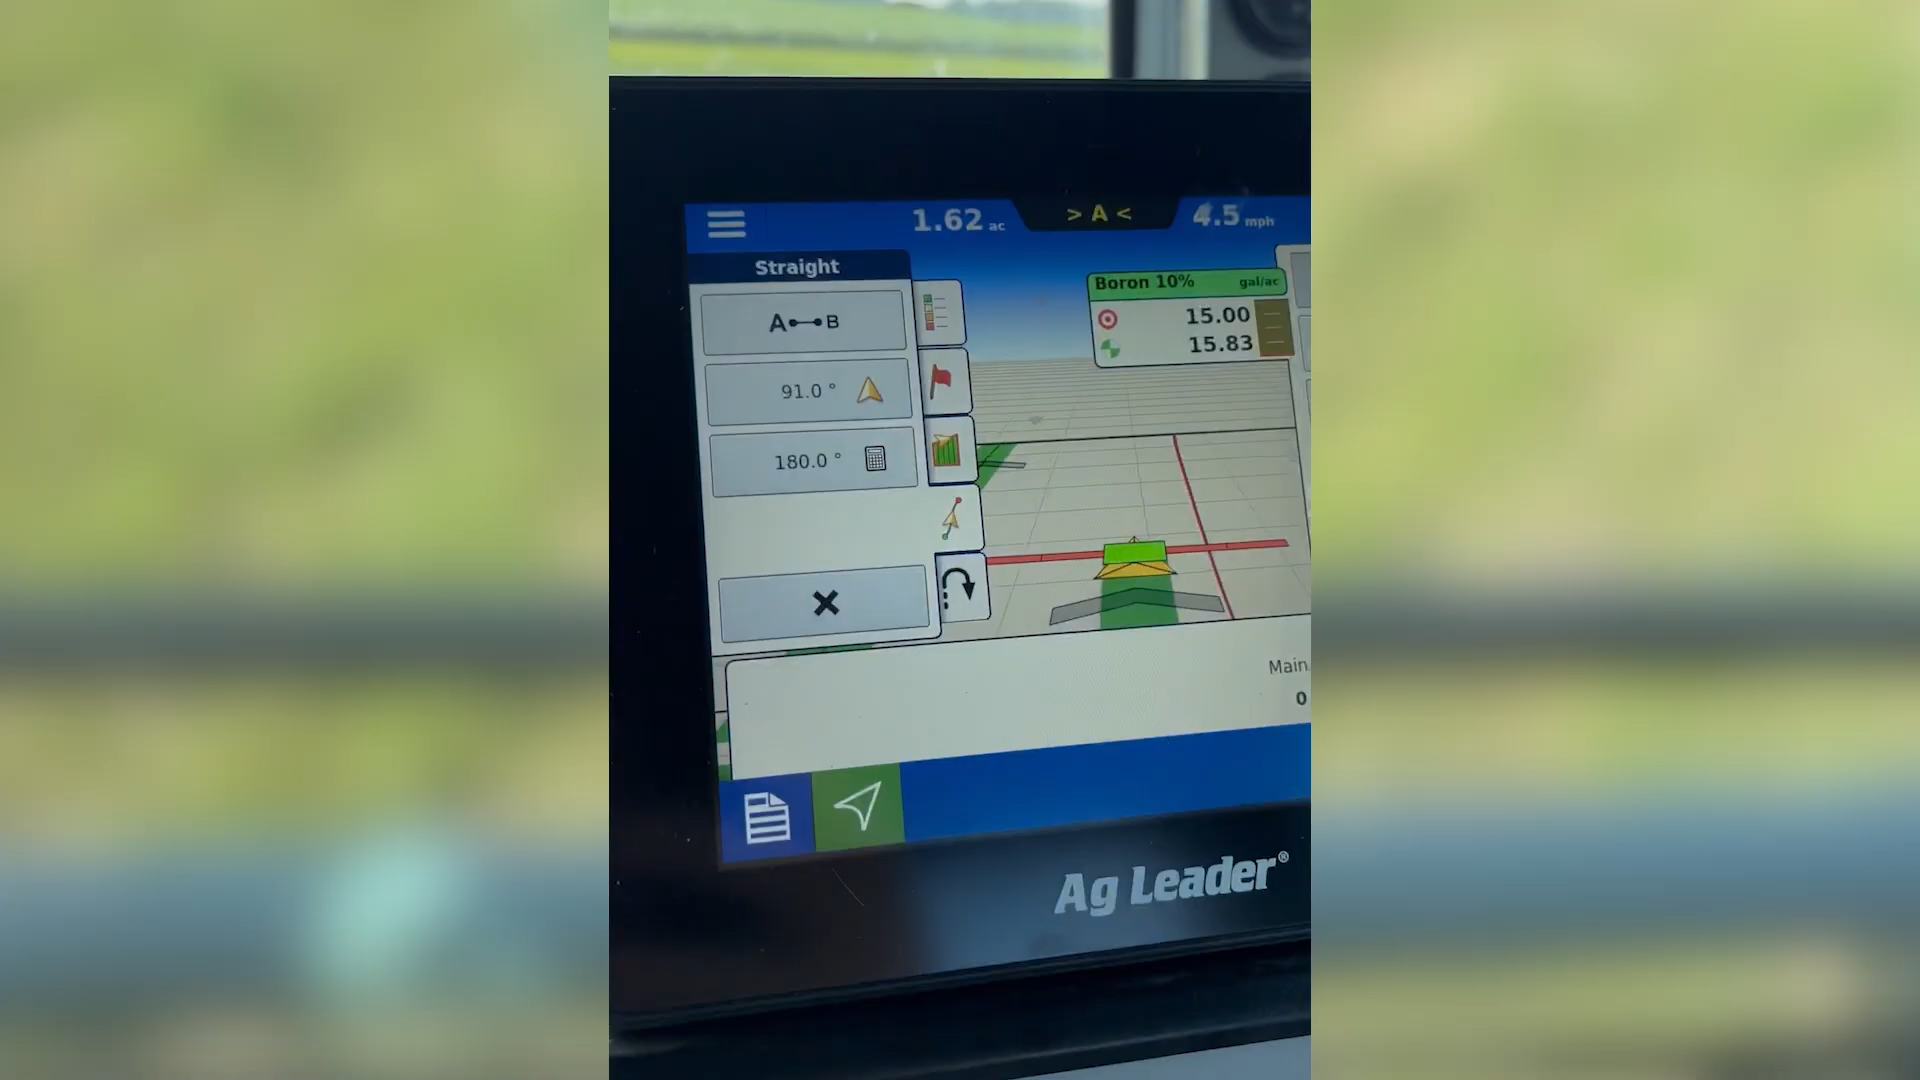 1.62 ac
> A <
4.5 mph
Straight
A B
91.0 °
180.0 °
Boron 10% gal/ac
15.00
15.83
Main
0
Ag Leader®